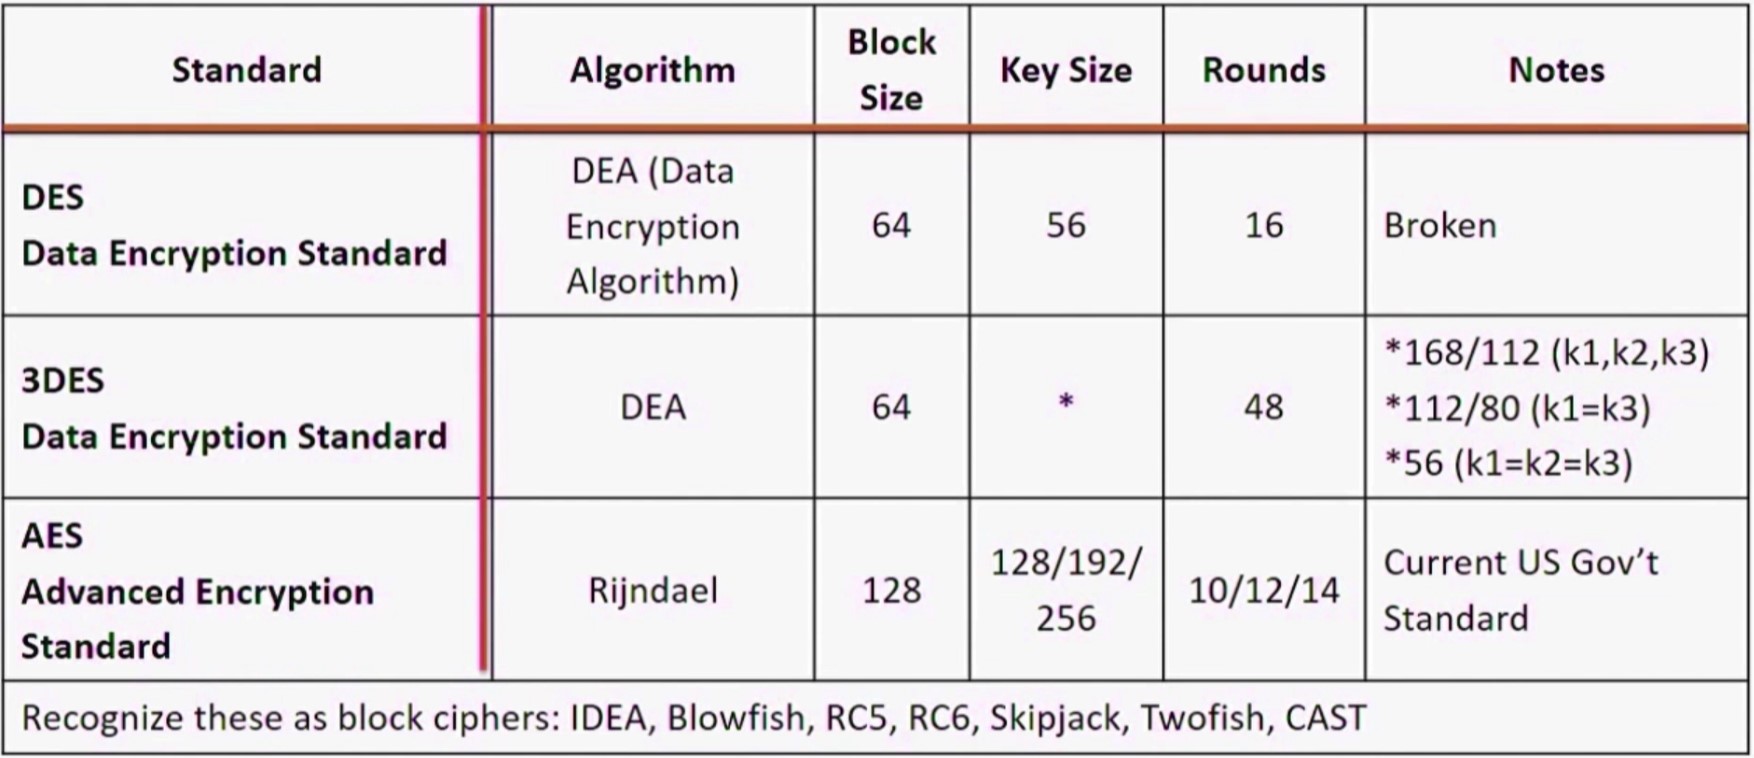 Standard
Algorithm
Block
Size
Key Size
Rounds
Notes
DES
Data Encryption Standard
DEA (Data
Encryption
Algorithm)
64
56
16
Broken
3DES
Data Encryption Standard
DEA
64
*
48
*168/112 (k1,k2,k3)
*112/80 (k1=k3)
*56 (k1=k2=k3)
AES
Advanced Encryption
Standard
Rijndael
128
128/192/
256
10/12/14
Current US Gov’t
Standard
Recognize these as block ciphers: IDEA, Blowfish, RC5, RC6, Skipjack, Twofish, CAST